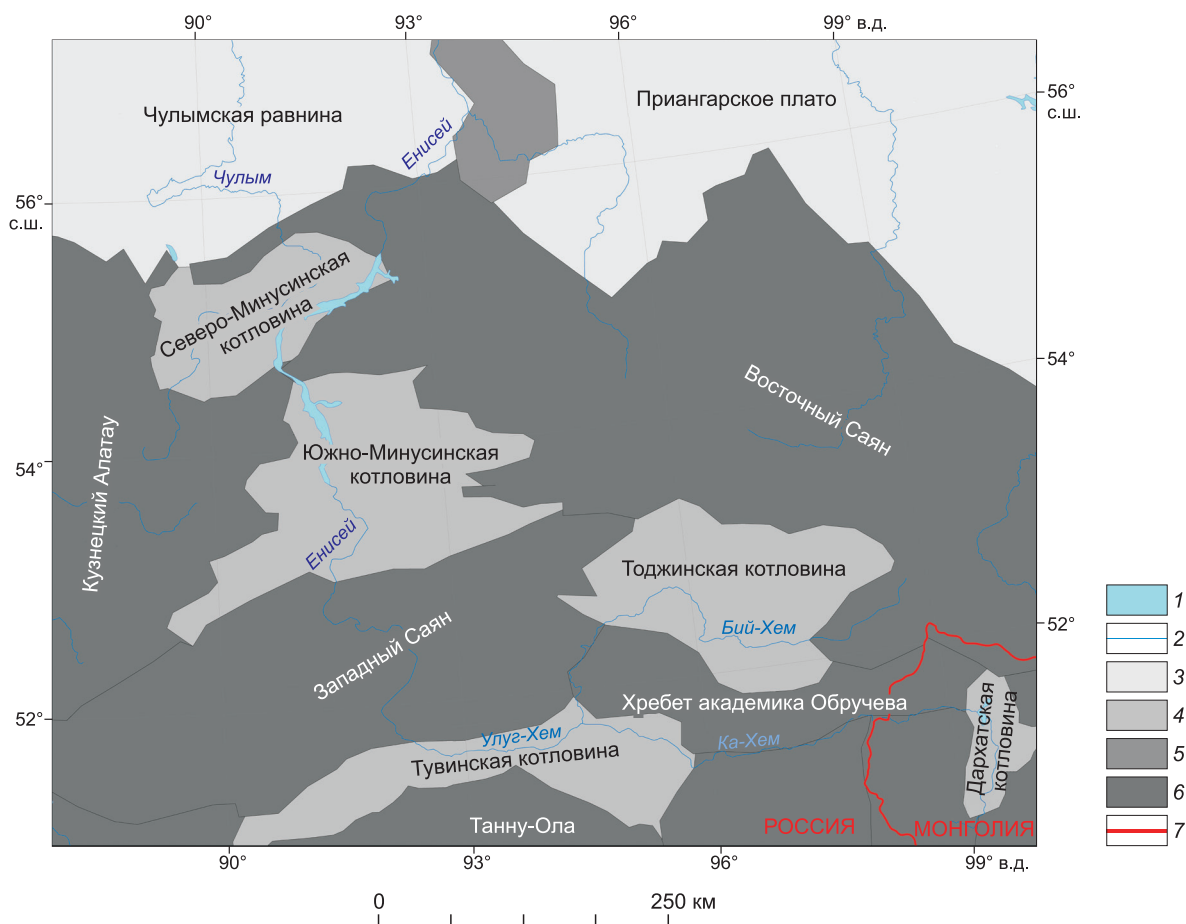 90°
93°
96°
99° в.д.
Чулымская равнина
Приангарское плато
56°
с.ш.
Енисей
Чулым
56°
с.ш.
Северо-Минусинская
котловина
54°
Восточный Саян
Кузнецкий Алатау
54°
Южно-Минусинская
котловина
Енисей
Тоджинская котловина
1
Бий-Хем
52°
2
Западный Саян
3
Хребет академика Обручева
4
52°
Улуг-Хем
Ка-Хем
Дархатская
котловина
5
Тувинская котловина
6
Танну-Ола
РОССИЯ
МОНГОЛИЯ
7
90°
93°
96°
99° в.д.
0
250 км